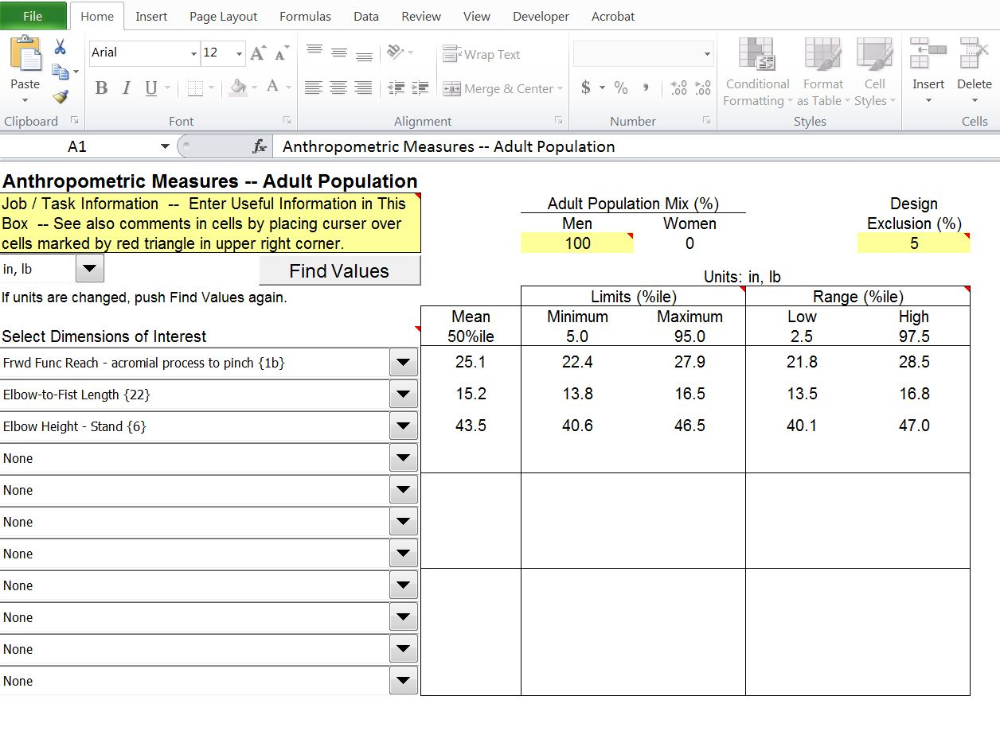 File Home Insert Page Layout Formulas Data Review View Developer Acrobat
Arial 12 A A Wrap Text
Paste B I U A Merge & Center $ % , .00 .0 .00 .0 Conditional Formatting Format as Table Cell Styles Insert Delete
Clipboard Font Alignment Number Styles Cells
A1 fx Anthropometric Measures -- Adult Population
Anthropometric Measures -- Adult Population
Job / Task Information -- Enter Useful Information in This
Box -- See also comments in cells by placing curser over
cells marked by red triangle in upper right corner.
Adult Population Mix (%) Design
Men Women Exclusion (%)
100 0 5
in, lb Find Values
Units: in, lb
If units are changed, push Find Values again.
Limits (%ile) Range (%ile)
Mean Minimum Maximum Low High
Select Dimensions of Interest 50%ile 5.0 95.0 2.5 97.5
Frwd Func Reach - acromial process to pinch {1b} 25.1 22.4 27.9 21.8 28.5
Elbow-to-Fist Length {22} 15.2 13.8 16.5 13.5 16.8
Elbow Height - Stand {6} 43.5 40.6 46.5 40.1 47.0
None
None
None
None
None
None
None
None